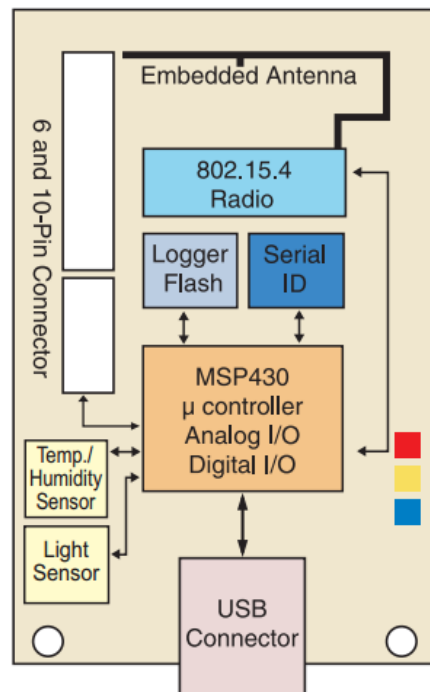 Embedded Antenna
6 and 10-Pin Connector
802.15.4
Radio
Logger
Flash
Serial
ID
MSP430
µ controller
Analog I/O
Digital I/O
Temp./
Humidity
Sensor
Light
Sensor
USB
Connector